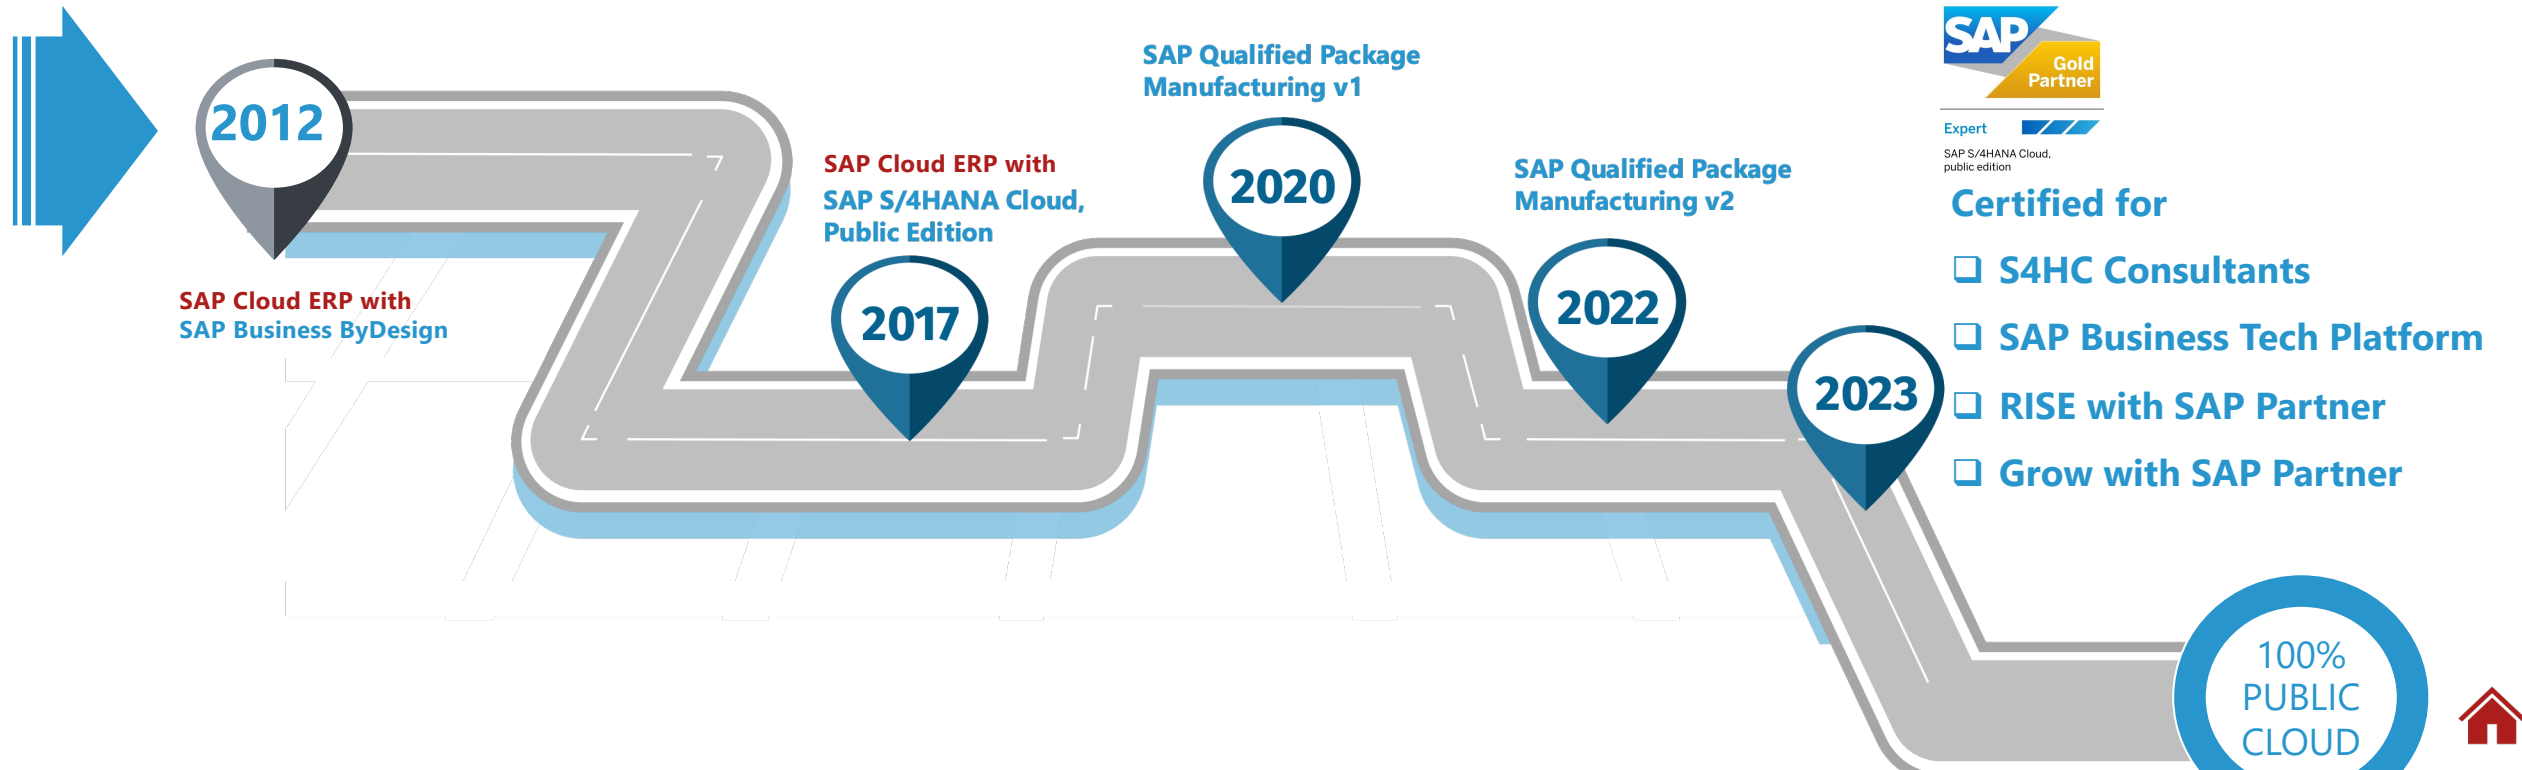 2012
SAP Cloud ERP with
SAP Business ByDesign
SAP Cloud ERP with
SAP S/4HANA Cloud,
Public Edition
2017
SAP Qualified Package
Manufacturing v1
2020
SAP Qualified Package
Manufacturing v2
2022
2023
SAP
Gold
Partner
Expert
SAP S/4HANA Cloud,
public edition
Certified for
❑ S4HC Consultants
❑ SAP Business Tech Platform
❑ RISE with SAP Partner
❑ Grow with SAP Partner
100%
PUBLIC
CLOUD